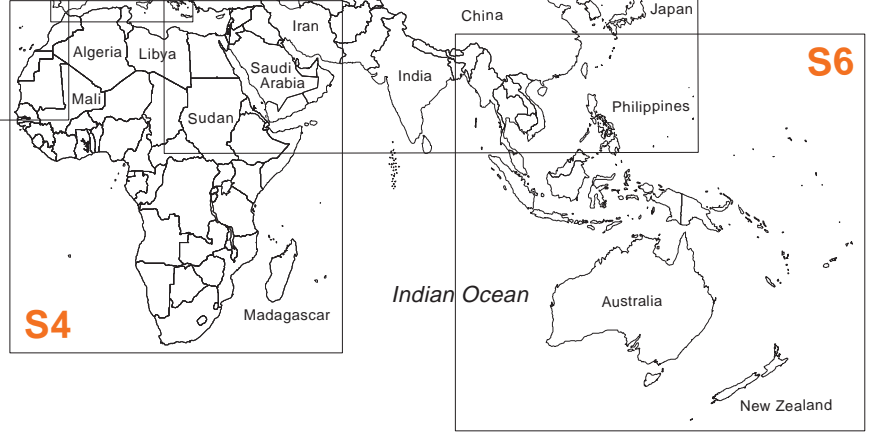 China
Japan
Iran
Algeria
Libya
Saudi
Arabia
India
S6
Mali
Sudan
Philippines
Indian Ocean
Australia
Madagascar
S4
New Zealand